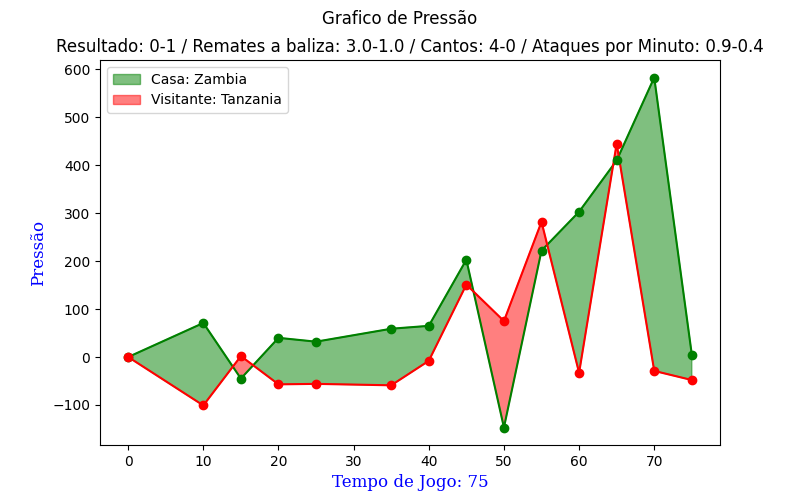 Grafico de Pressão
Resultado: 0-1 / Remates a baliza: 3.0-1.0 / Cantos: 4-0 / Ataques por Minuto: 0.9-0.4
Casa: Zambia
Visitante: Tanzania
600
500
400
300
200
100
0
−100
Pressão
0 10 20 30 40 50 60 70
Tempo de Jogo: 75